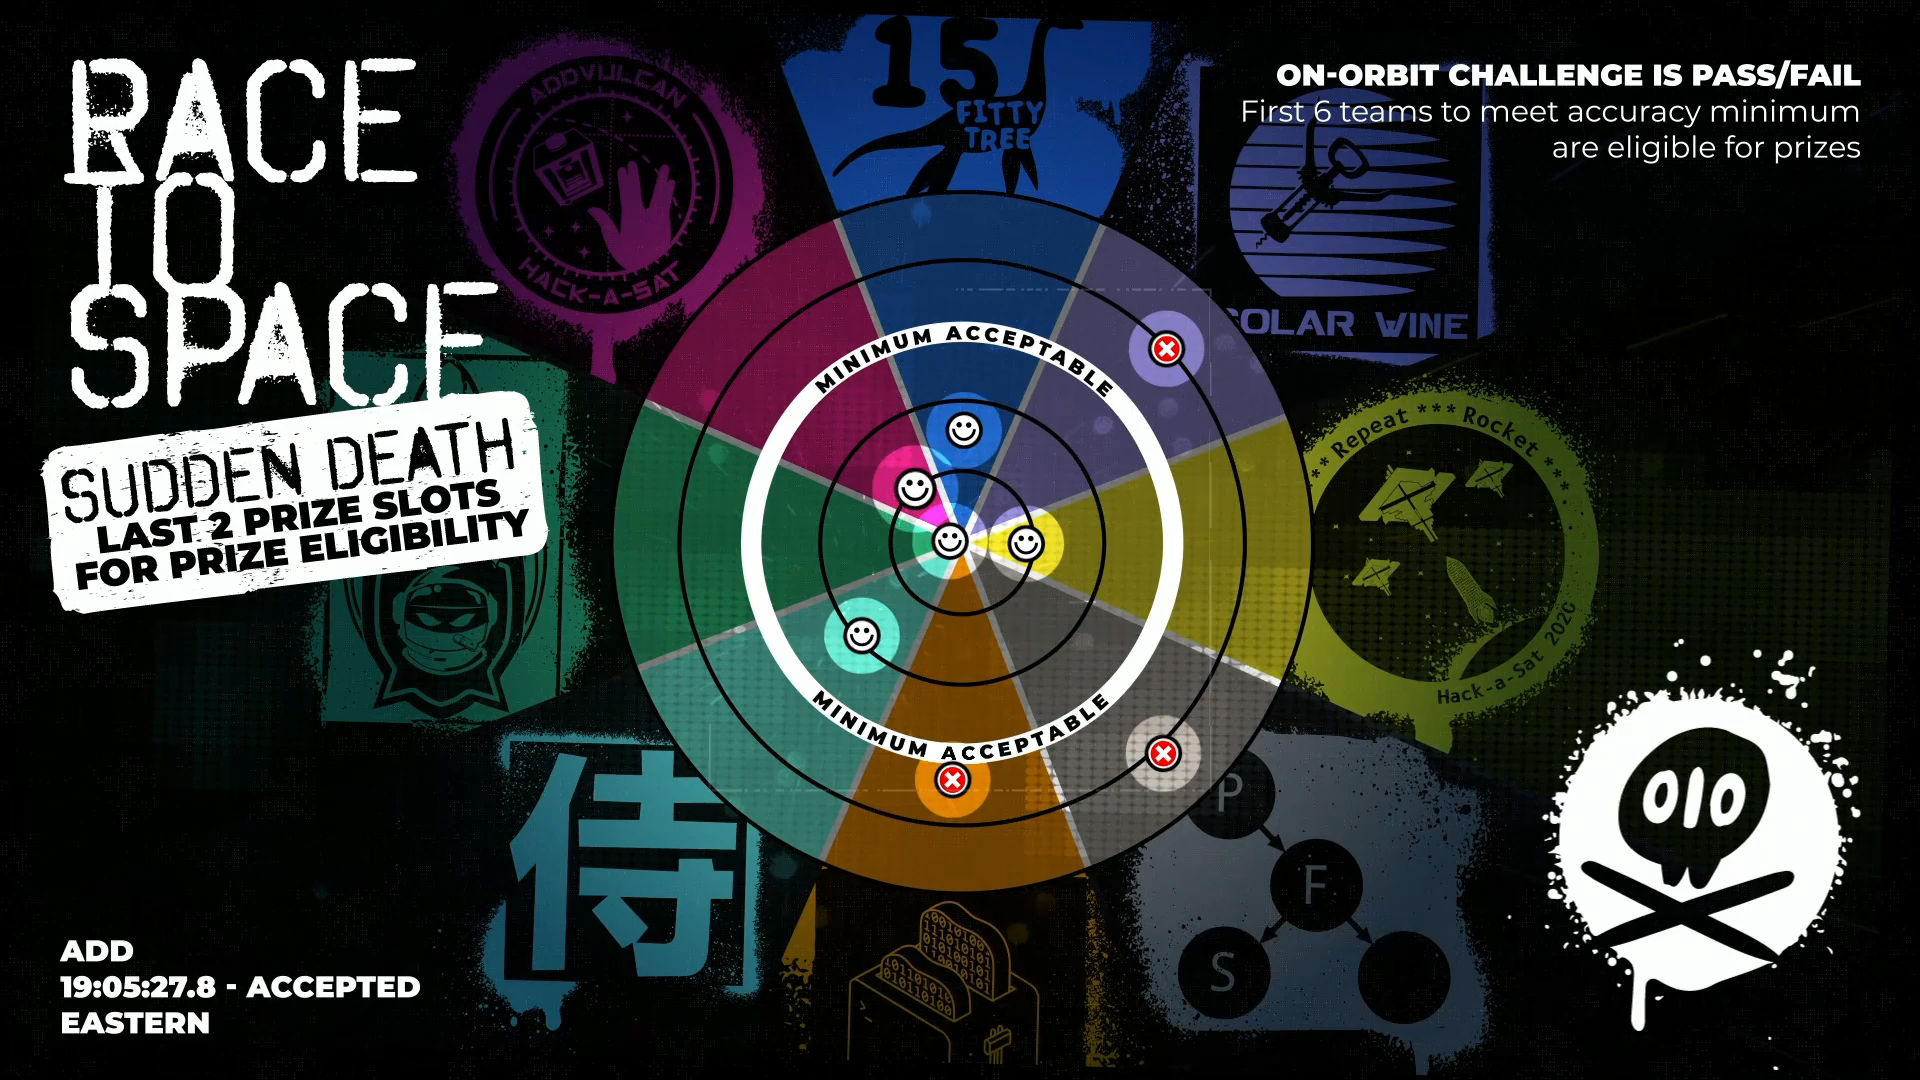 RACE
TO
SPACE
SUDDEN DEATH
LAST 2 PRIZE SLOTS
FOR PRIZE ELIGIBILITY
ON-ORBIT CHALLENGE IS PASS/FAIL
First 6 teams to meet accuracy minimum
are eligible for prizes
ADDVULCAN
HACK-A-SAT
15
FITTY
TREE
SOLAR WINE
MINIMUM ACCEPTABLE
** Repeat *** Rocket ***
Hack-a-Sat 2020
MINIMUM ACCEPTABLE
侍
P
F
S
010
ADD
19:05:27.8 - ACCEPTED
EASTERN